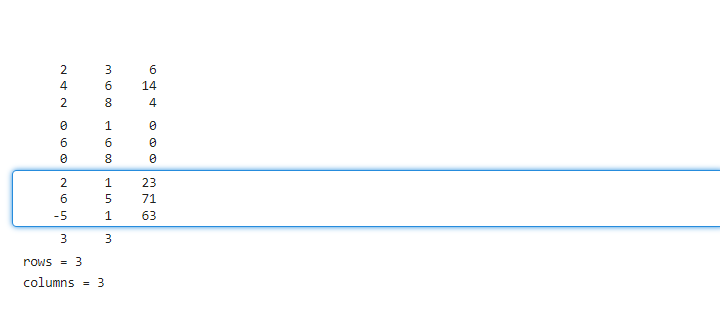 2 3 6
4 6 14
2 8 4
0 1 0
6 6 0
0 8 0
2 1 23
6 5 71
-5 1 63
3 3
rows = 3
columns = 3